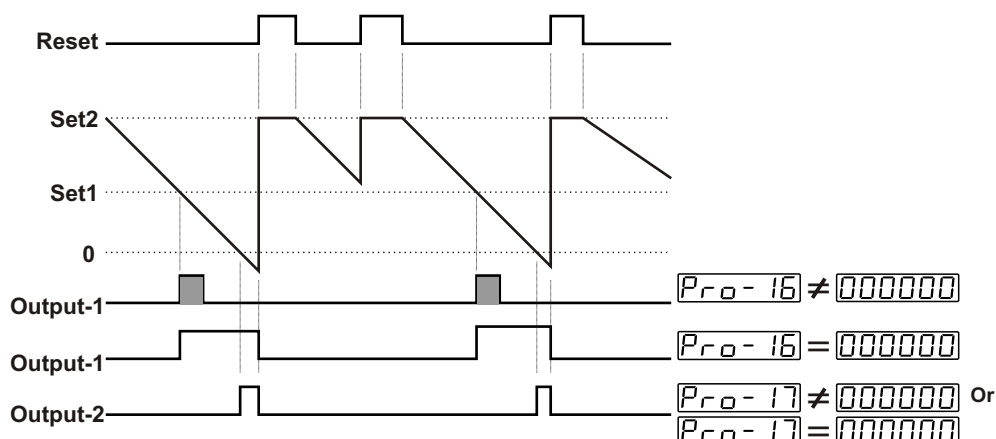 Reset
Set2
Set1
0
Output-1 Pro-16 ≠ 000000
Output-1 Pro-16 = 000000
Output-2 Pro-17 ≠ 000000 Or
Pro-17 = 000000